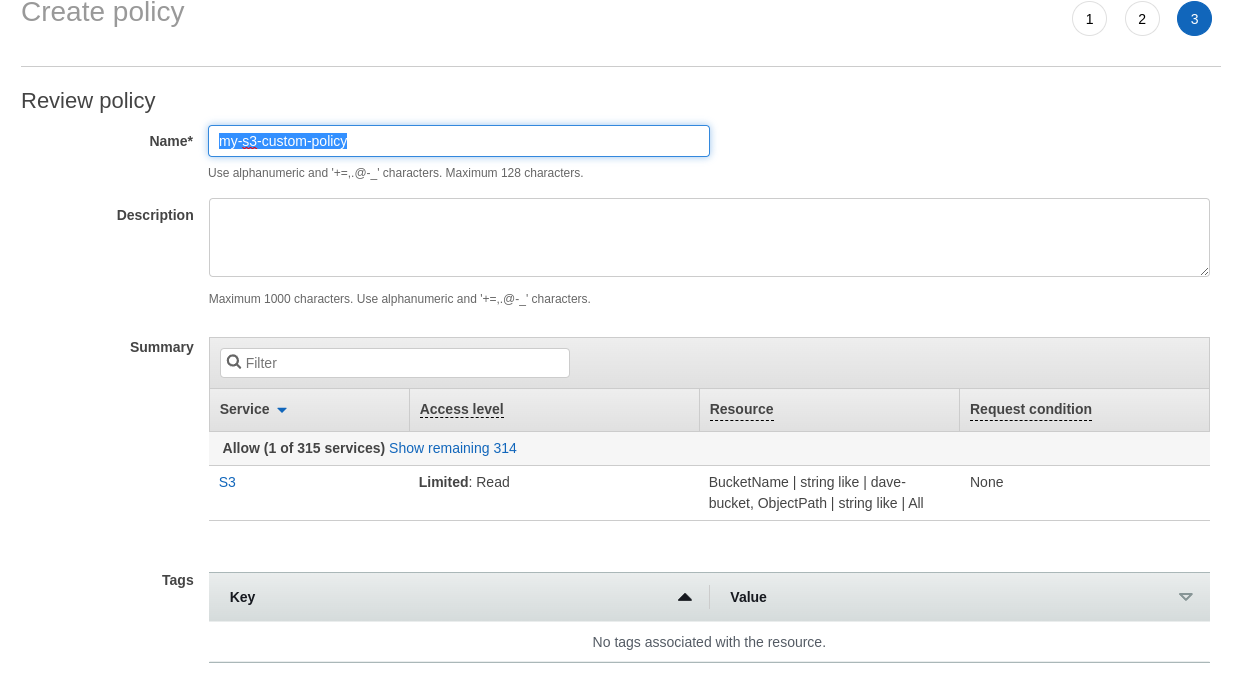 Create policy
1 2 3
Review policy
Name* my-s3-custom-policy
Use alphanumeric and '+=,.@-_' characters. Maximum 128 characters.
Description
Maximum 1000 characters. Use alphanumeric and '+=,.@-_' characters.
Summary
Filter
Service Access level Resource Request condition
Allow (1 of 315 services) Show remaining 314
S3 Limited: Read BucketName | string like | dave- None
bucket, ObjectPath | string like | All
Tags
Key Value
No tags associated with the resource.